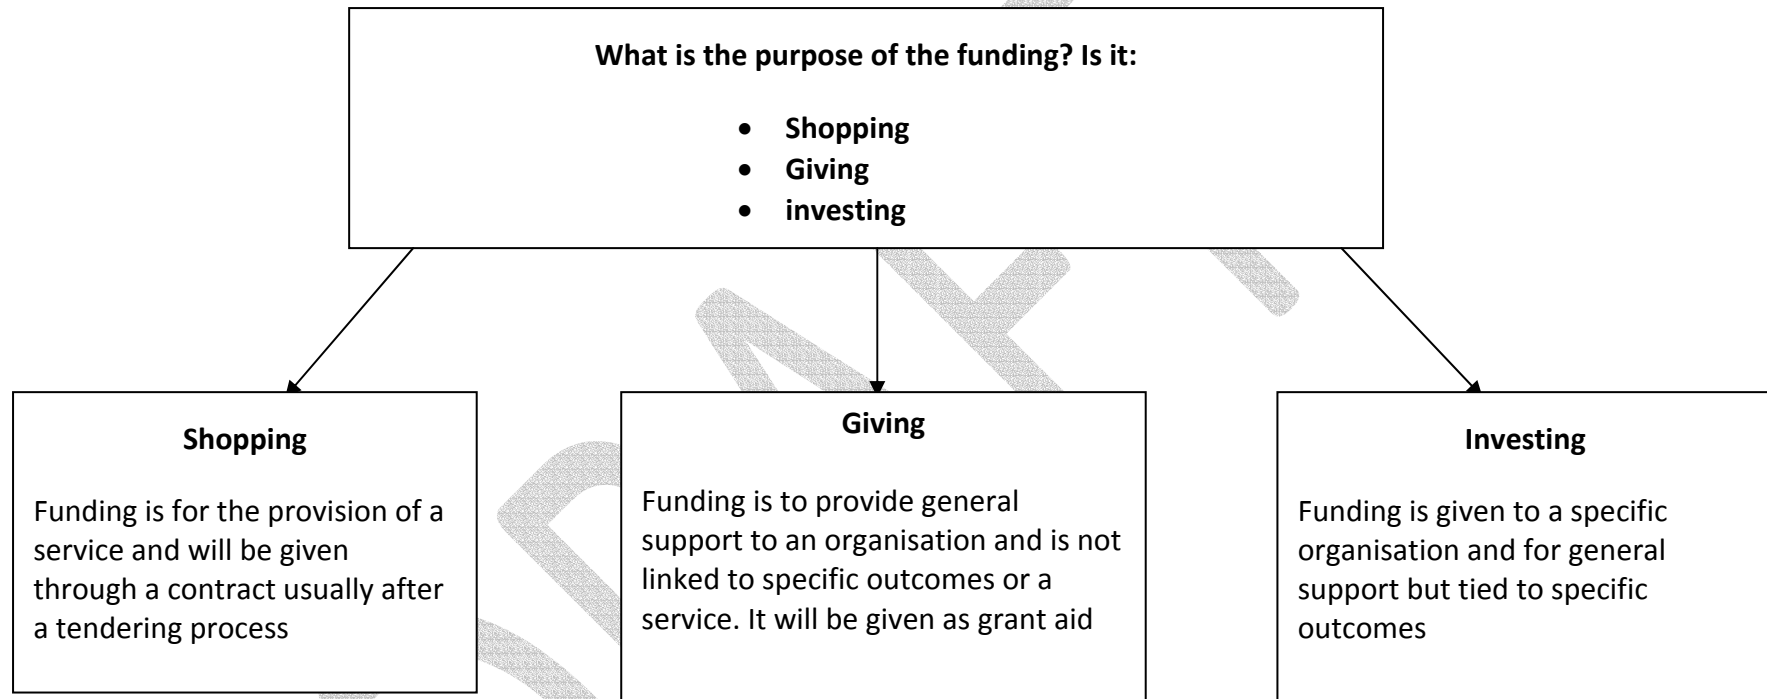 What is the purpose of the funding? Is it:
• Shopping
• Giving
• investing
Shopping
Funding is for the provision of a
service and will be given
through a contract usually after
a tendering process
Giving
Funding is to provide general
support to an organisation and is not
linked to specific outcomes or a
service. It will be given as grant aid
Investing
Funding is given to a specific
organisation and for general
support but tied to specific
outcomes